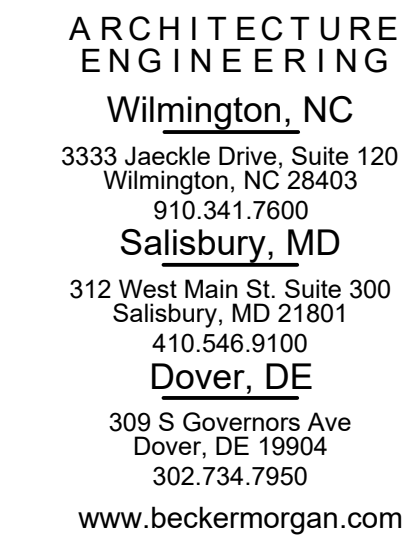 ARCHITECTURE
ENGINEERING
Wilmington, NC
3333 Jaeckle Drive, Suite 120
Wilmington, NC 28403
910.341.7600
Salisbury, MD
312 West Main St. Suite 300
Salisbury, MD 21801
410.546.9100
Dover, DE
309 S Governors Ave
Dover, DE 19904
302.734.7950
www.beckermorgan.com